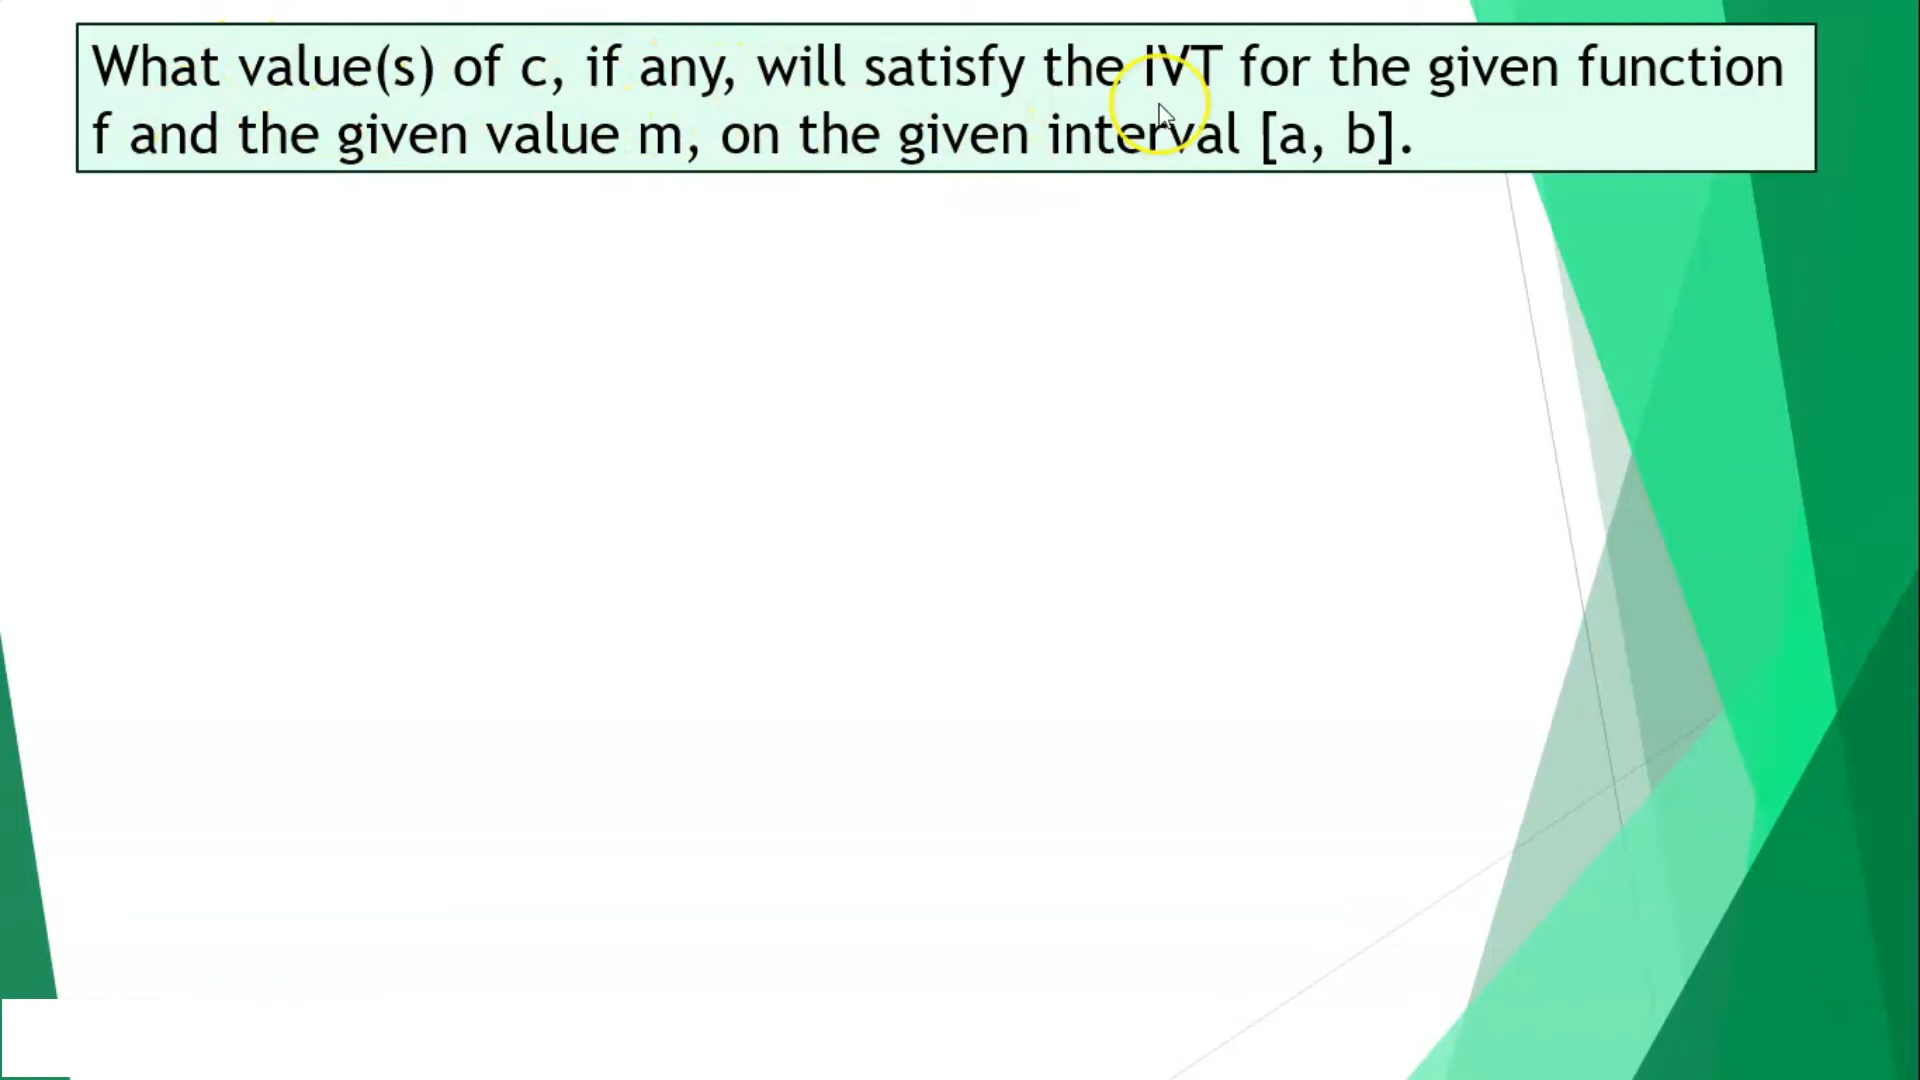 What value(s) of c, if any, will satisfy the IVT for the given function
f and the given value m, on the given interval [a, b].